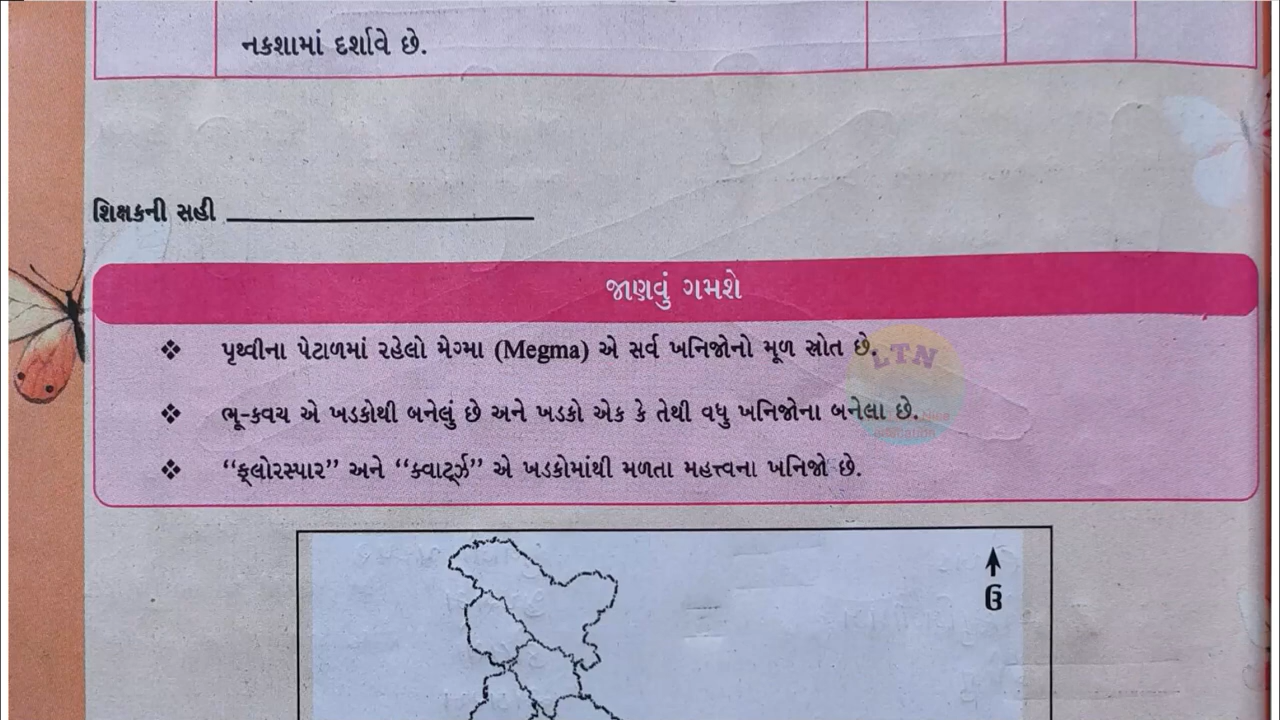 નકશામાં દર્શાવે છે.
શિક્ષકની સહી
જાણવું ગમશે
❖ પૃથ્વીના પેટાળમાં રહેલો મેગ્મા (Megma) એ સર્વ ખનિજોનો મૂળ સ્રોત છે.
LTN
❖ ભૂ-કવચ એ ખડકોથી બનેલું છે અને ખડકો એક કે તેથી વધુ ખનિજોના બનેલા છે.
❖ “ફ્લોરસ્પાર” અને “ક્વાર્ટ્ઝ” એ ખડકોમાંથી મળતા મહત્ત્વના ખનિજો છે.
ઉ